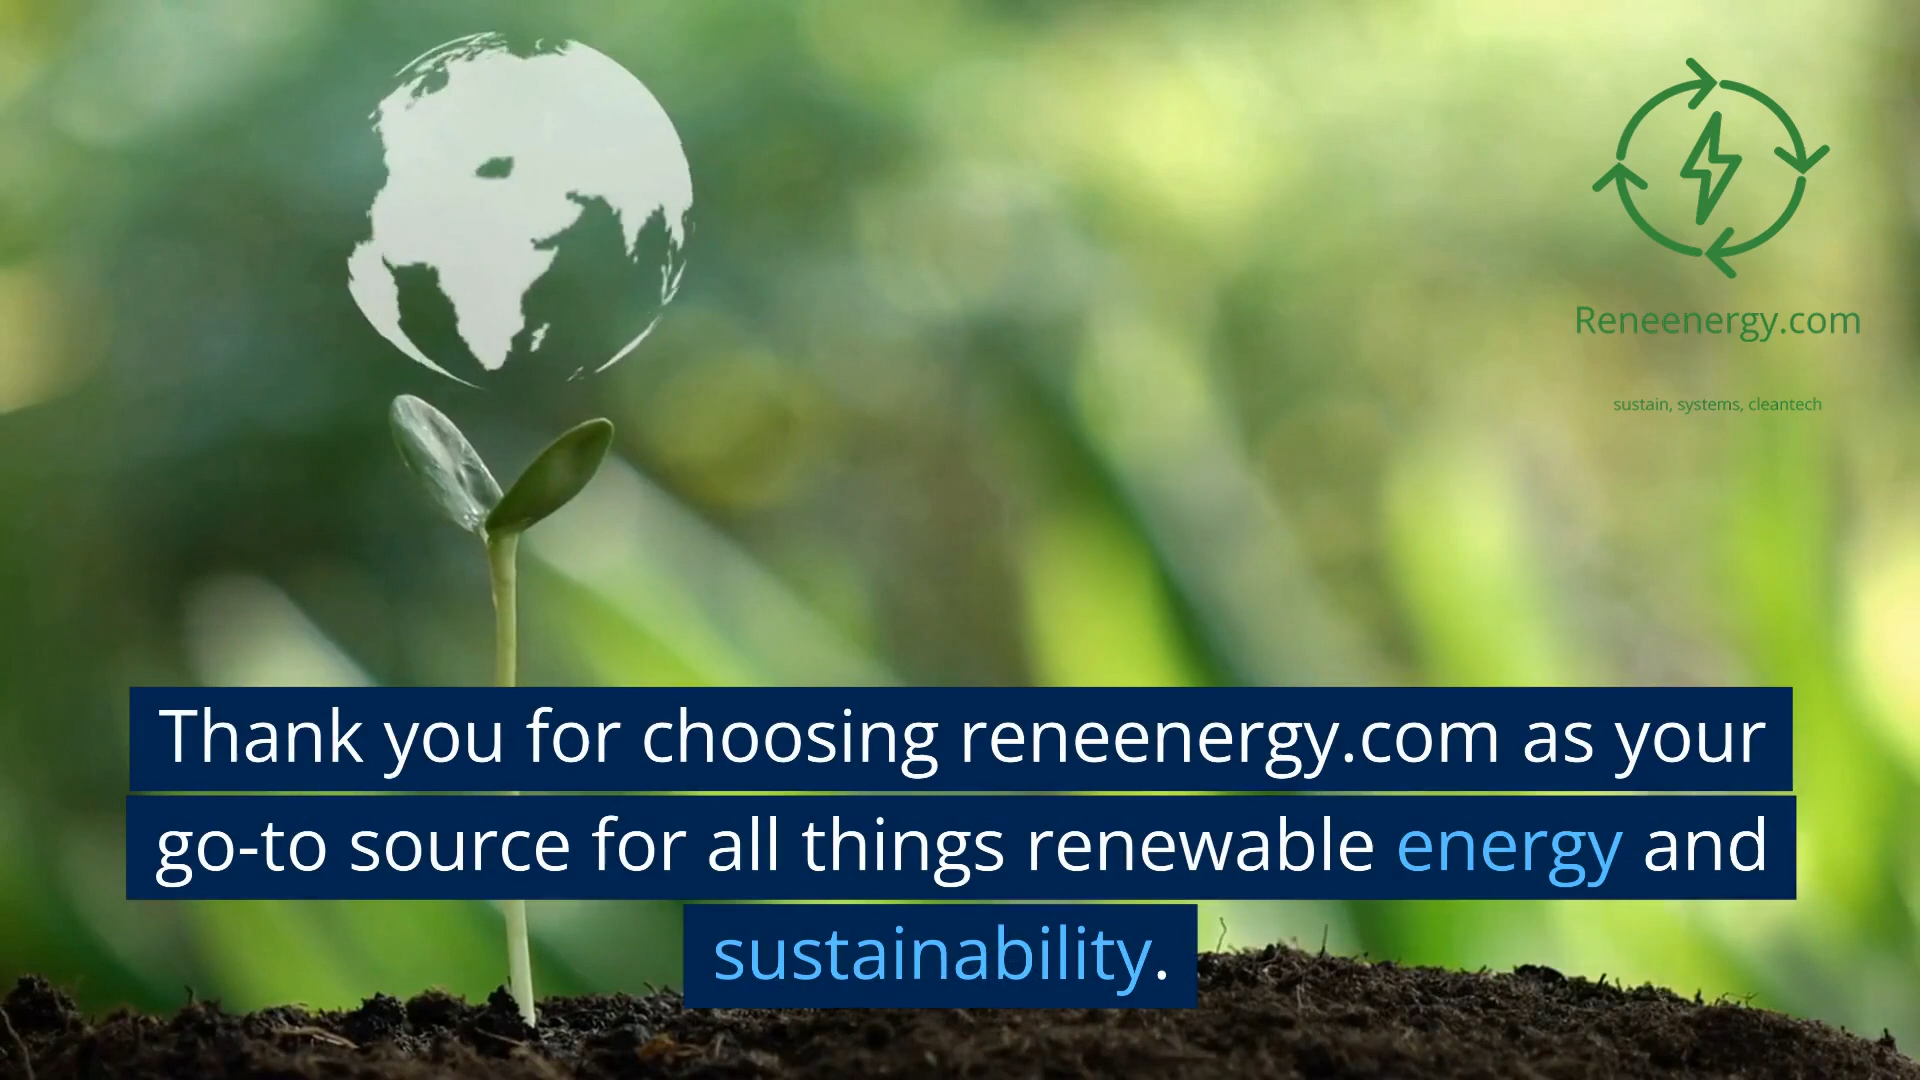 Reneenergy.com
sustain, systems, cleantech
Thank you for choosing reneenergy.com as your
go-to source for all things renewable energy and
sustainability.